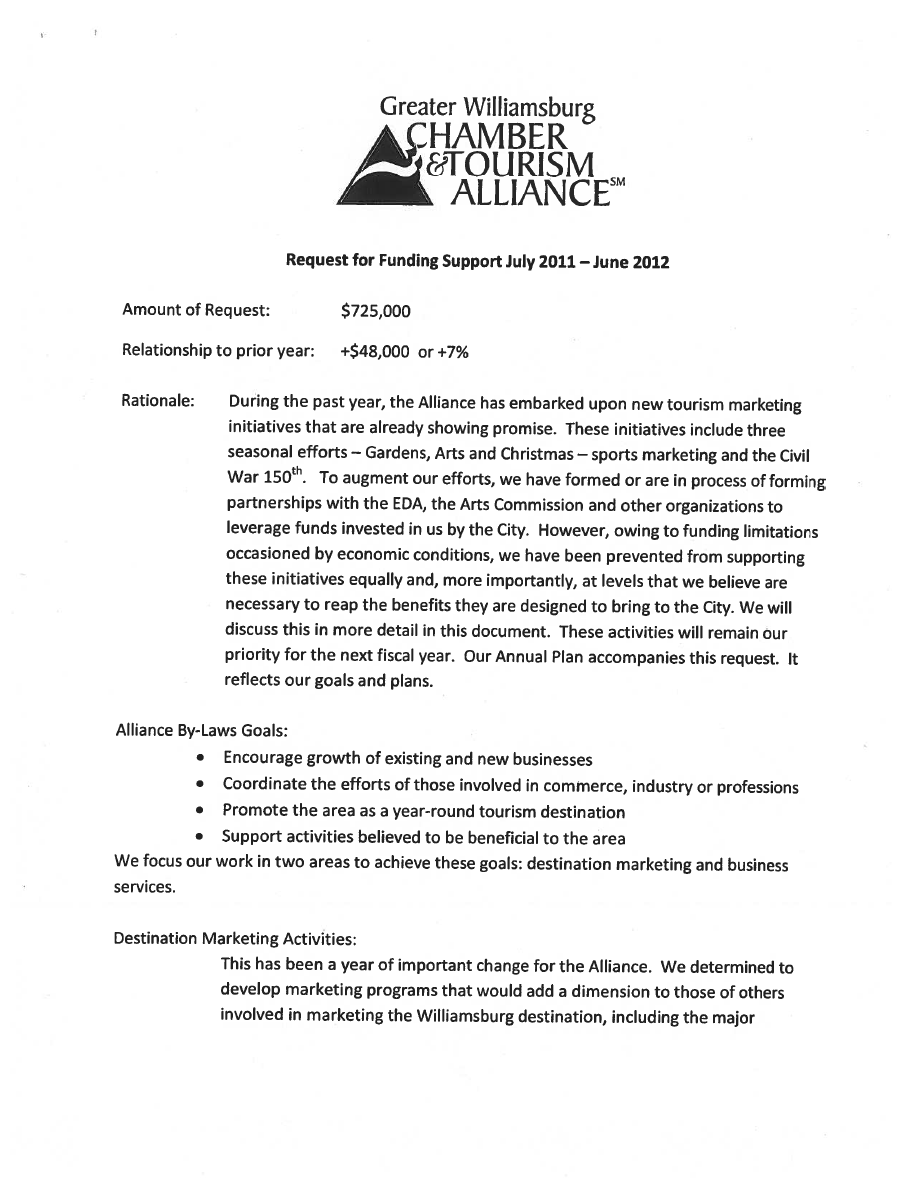 Greater Williamsburg
CHAMBER
&TOURISM
ALLIANCE℠
Request for Funding Support July 2011 – June 2012
Amount of Request: $725,000
Relationship to prior year: +$48,000 or +7%
Rationale: During the past year, the Alliance has embarked upon new tourism marketing
initiatives that are already showing promise. These initiatives include three
seasonal efforts – Gardens, Arts and Christmas – sports marketing and the Civil
War 150th. To augment our efforts, we have formed or are in process of forming
partnerships with the EDA, the Arts Commission and other organizations to
leverage funds invested in us by the City. However, owing to funding limitations
occasioned by economic conditions, we have been prevented from supporting
these initiatives equally and, more importantly, at levels that we believe are
necessary to reap the benefits they are designed to bring to the City. We will
discuss this in more detail in this document. These activities will remain our
priority for the next fiscal year. Our Annual Plan accompanies this request. It
reflects our goals and plans.
Alliance By-Laws Goals:
• Encourage growth of existing and new businesses
• Coordinate the efforts of those involved in commerce, industry or professions
• Promote the area as a year-round tourism destination
• Support activities believed to be beneficial to the area
We focus our work in two areas to achieve these goals: destination marketing and business
services.
Destination Marketing Activities:
This has been a year of important change for the Alliance. We determined to
develop marketing programs that would add a dimension to those of others
involved in marketing the Williamsburg destination, including the major